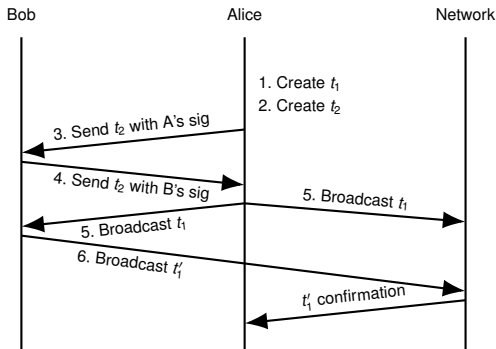 Bob Alice Network
1. Create t₁
2. Create t₂
3. Send t₂ with A's sig
4. Send t₂ with B's sig
5. Broadcast t₁
5. Broadcast t₁
6. Broadcast t₁′
t₁′ confirmation